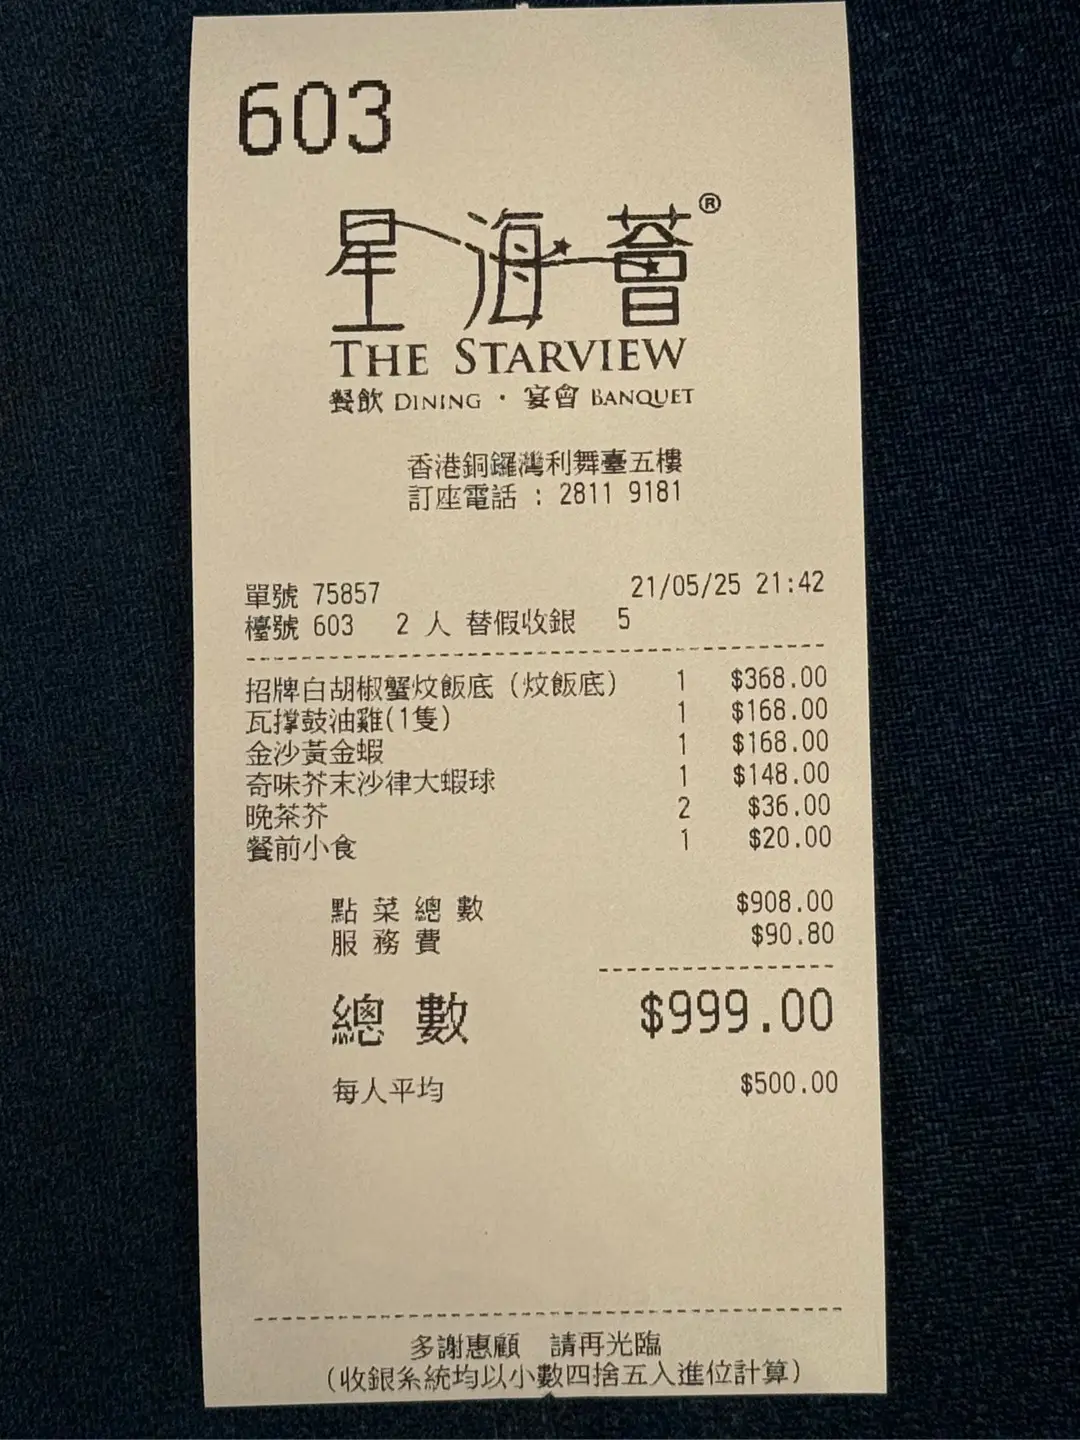 603
星海薈®
THE STARVIEW
餐飲 DINING · 宴會 BANQUET
香港銅鑼灣利舞臺五樓
訂座電話 : 2811 9181
單號 75857 21/05/25 21:42
檯號 603 2 人 替假收銀 5
招牌白胡椒蟹炆飯底 (炆飯底) 1 $368.00
瓦撑鼓油雞(1隻) 1 $168.00
金沙黃金蝦 1 $168.00
奇味芥末沙律大蝦球 1 $148.00
晚茶芥 2 $36.00
餐前小食 1 $20.00
點菜總數 $908.00
服務費 $90.80
總數 $999.00
每人平均 $500.00
多謝惠顧 請再光臨
(收銀系統均以小數四捨五入進位計算)